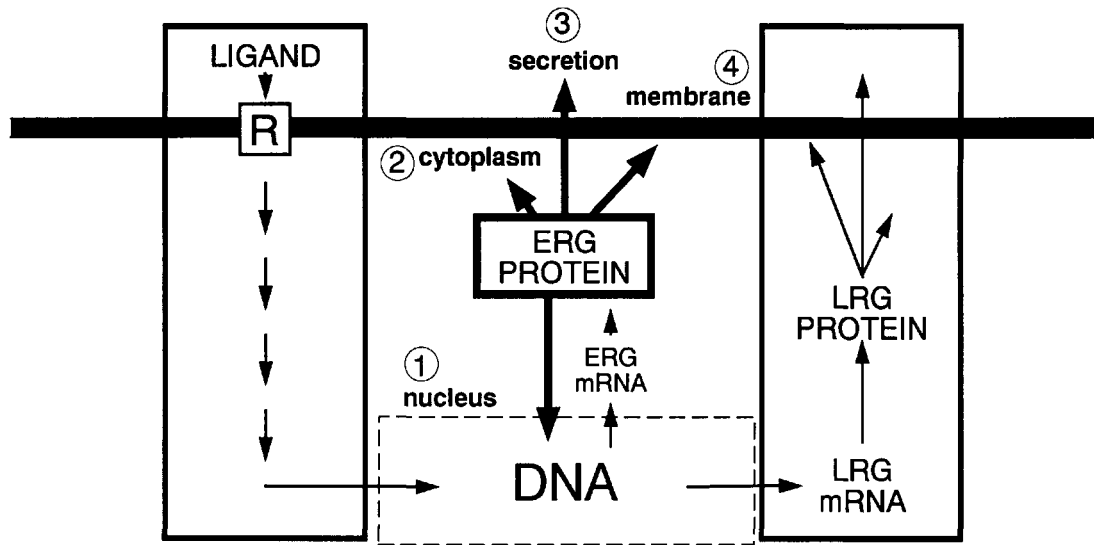 LIGAND
R
③
secretion
④
membrane
② cytoplasm
ERG
PROTEIN
ERG
mRNA
①
nucleus
DNA
LRG
PROTEIN
LRG
mRNA